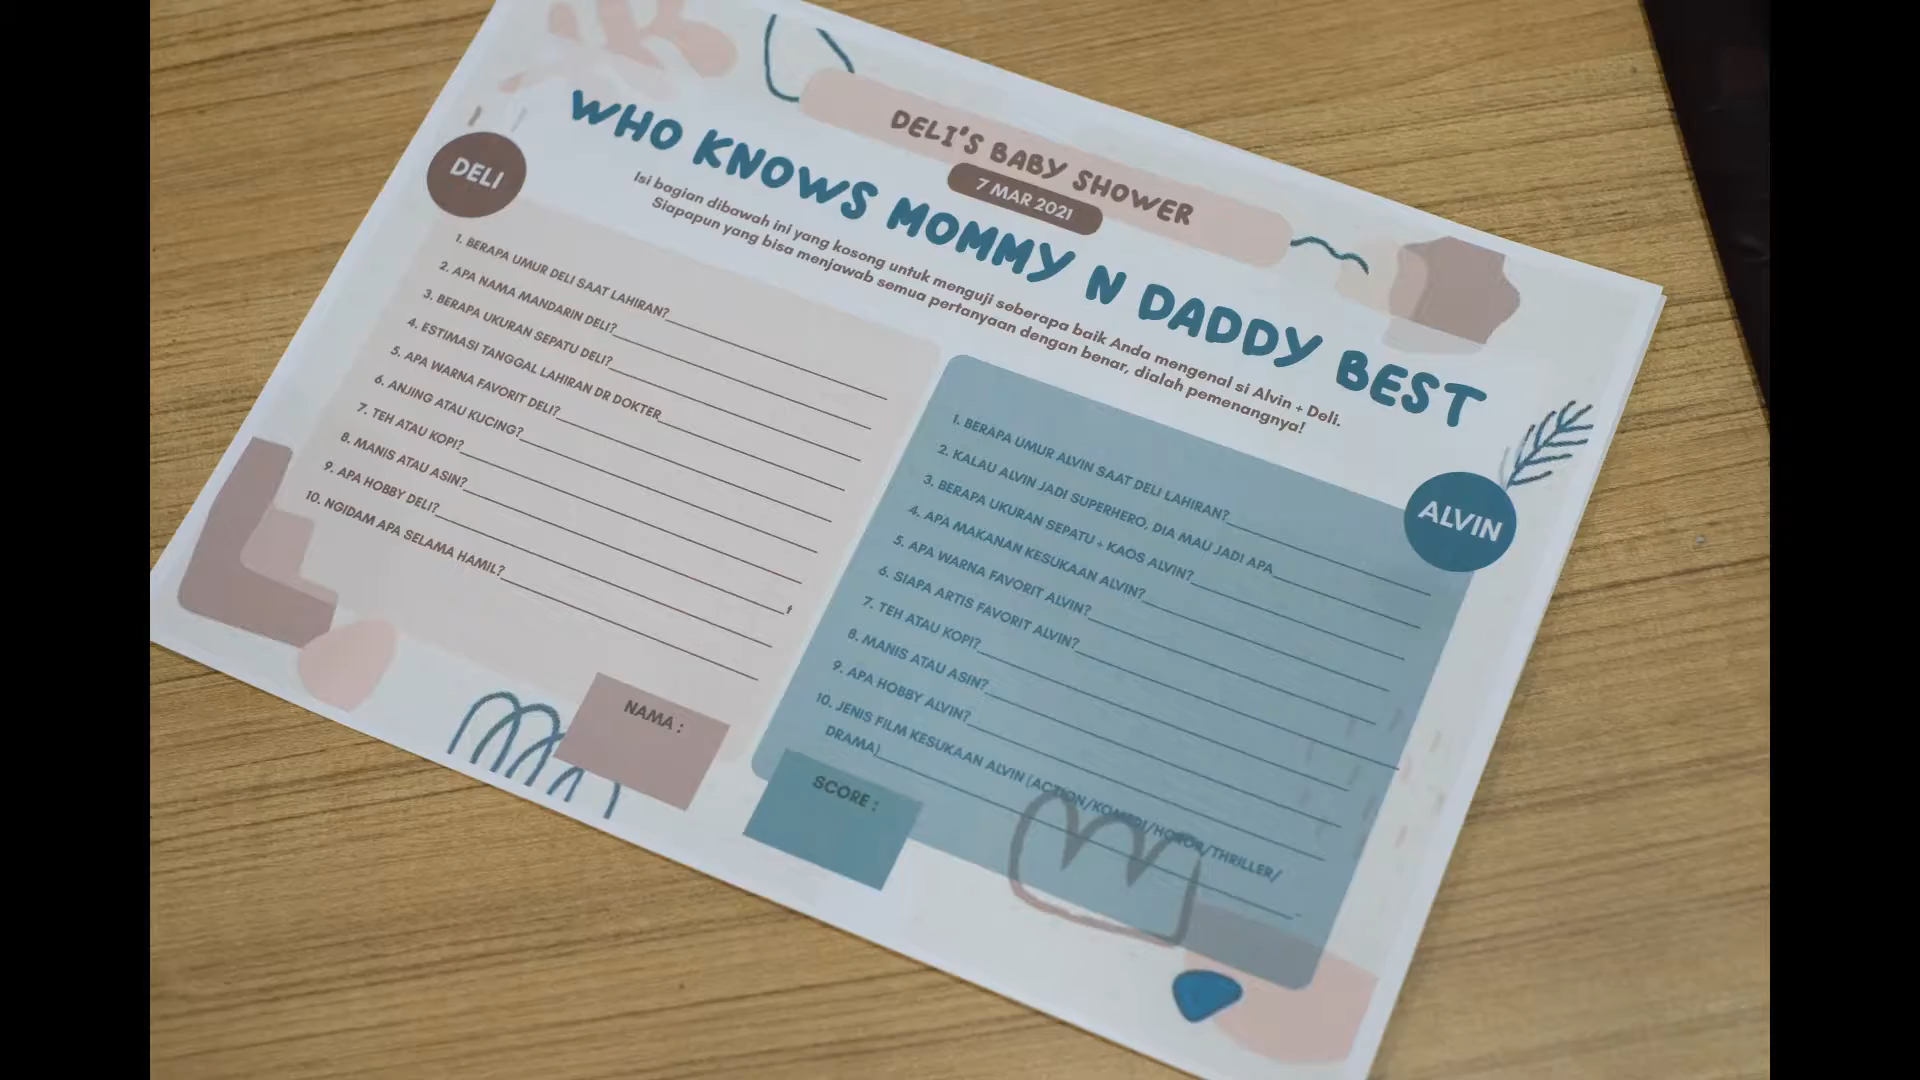 DELI'S BABY SHOWER
7 MAR 2021
WHO KNOWS MOMMY N DADDY BEST
Isi bagian dibawah ini yang kosong untuk menguji seberapa baik Anda mengenal si Alvin + Deli.
Siapapun yang bisa menjawab semua pertanyaan dengan benar, dialah pemenangnya!
DELI
1. BERAPA UMUR DELI SAAT LAHIRAN?
2. APA NAMA MANDARIN DELI?
3. BERAPA UKURAN SEPATU DELI?
4. ESTIMASI TANGGAL LAHIRAN DR DOKTER
5. APA WARNA FAVORIT DELI?
6. ANJING ATAU KUCING?
7. TEH ATAU KOPI?
8. MANIS ATAU ASIN?
9. APA HOBBY DELI?
10. NGIDAM APA SELAMA HAMIL?
NAMA :
ALVIN
1. BERAPA UMUR ALVIN SAAT DELI LAHIRAN?
2. KALAU ALVIN JADI SUPERHERO, DIA MAU JADI APA
3. BERAPA UKURAN SEPATU + KAOS ALVIN?
4. APA MAKANAN KESUKAAN ALVIN?
5. APA WARNA FAVORIT ALVIN?
6. SIAPA ARTIS FAVORIT ALVIN?
7. TEH ATAU KOPI?
8. MANIS ATAU ASIN?
9. APA HOBBY ALVIN?
10. JENIS FILM KESUKAAN ALVIN (ACTION/KOMEDI/HOROR/THRILLER/
DRAMA)
SCORE :